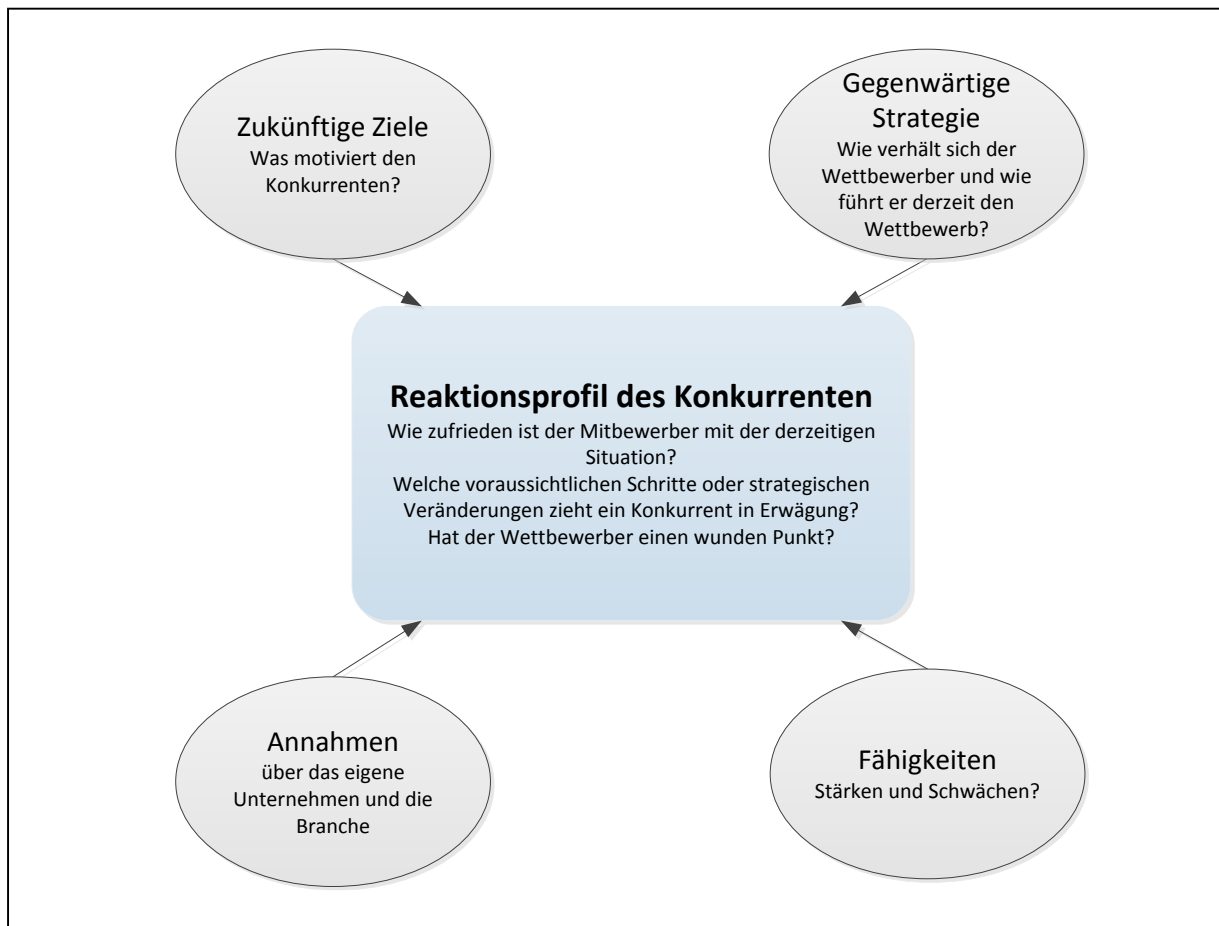 Zukünftige Ziele
Was motiviert den
Konkurrenten?
Gegenwärtige
Strategie
Wie verhält sich der
Wettbewerber und wie
führt er derzeit den
Wettbewerb?
Reaktionsprofil des Konkurrenten
Wie zufrieden ist der Mitbewerber mit der derzeitigen
Situation?
Welche voraussichtlichen Schritte oder strategischen
Veränderungen zieht ein Konkurrent in Erwägung?
Hat der Wettbewerber einen wunden Punkt?
Annahmen
über das eigene
Unternehmen und die
Branche
Fähigkeiten
Stärken und Schwächen?